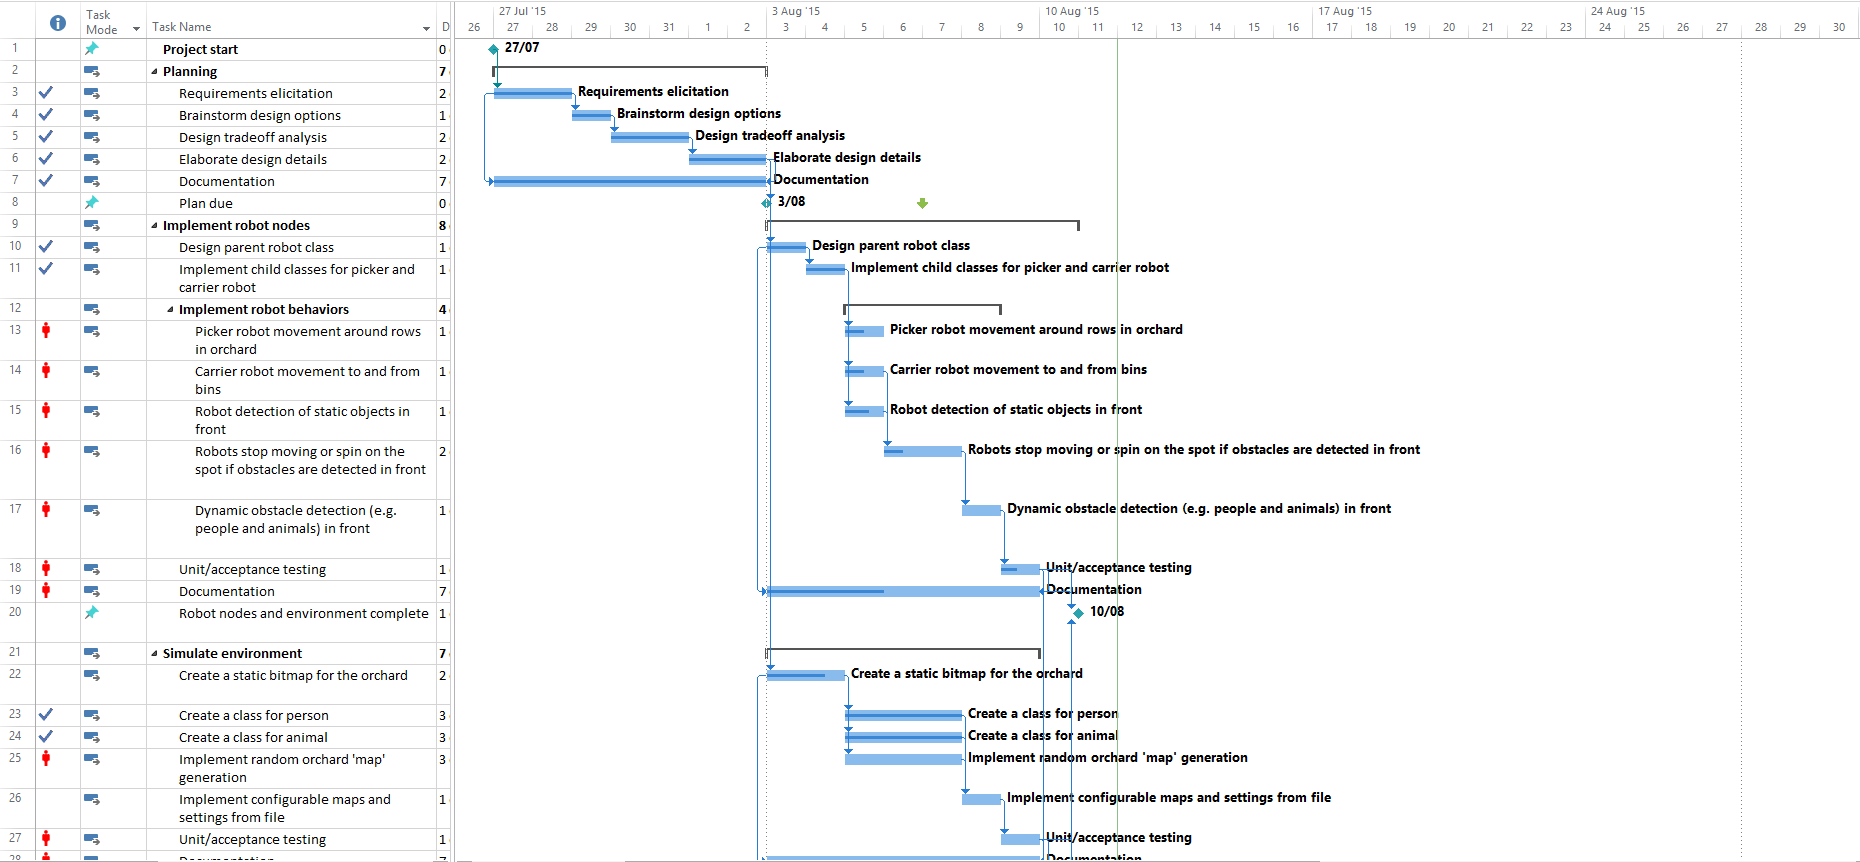 Task Mode Task Name D 27 Jul '15 3 Aug '15 10 Aug '15 17 Aug '15 24 Aug '15
26 27 28 29 30 31 1 2 3 4 5 6 7 8 9 10 11 12 13 14 15 16 17 18 19 20 21 22 23 24 25 26 27 28 29 30
1 Project start 0 27/07
2 Planning 7
3 Requirements elicitation 2 Requirements elicitation
4 Brainstorm design options 1 Brainstorm design options
5 Design tradeoff analysis 2 Design tradeoff analysis
6 Elaborate design details 2 Elaborate design details
7 Documentation 7 Documentation
8 Plan due 0 3/08
9 Implement robot nodes 8
10 Design parent robot class 1 Design parent robot class
11 Implement child classes for picker and 1 Implement child classes for picker and carrier robot
carrier robot
12 Implement robot behaviors 4
13 Picker robot movement around rows 1 Picker robot movement around rows in orchard
in orchard
14 Carrier robot movement to and from 1 Carrier robot movement to and from bins
bins
15 Robot detection of static objects in 1 Robot detection of static objects in front
front
16 Robots stop moving or spin on the 2 Robots stop moving or spin on the spot if obstacles are detected in front
spot if obstacles are detected in front
17 Dynamic obstacle detection (e.g. 1 Dynamic obstacle detection (e.g. people and animals) in front
people and animals) in front
18 Unit/acceptance testing 1 Unit/acceptance testing
19 Documentation 7 Documentation
20 Robot nodes and environment complete 1 10/08
21 Simulate environment 7
22 Create a static bitmap for the orchard 2 Create a static bitmap for the orchard
23 Create a class for person 3 Create a class for person
24 Create a class for animal 3 Create a class for animal
25 Implement random orchard 'map' 3 Implement random orchard 'map' generation
generation
26 Implement configurable maps and 1 Implement configurable maps and settings from file
settings from file
27 Unit/acceptance testing 1 Unit/acceptance testing
28 Documentation 7 Documentation